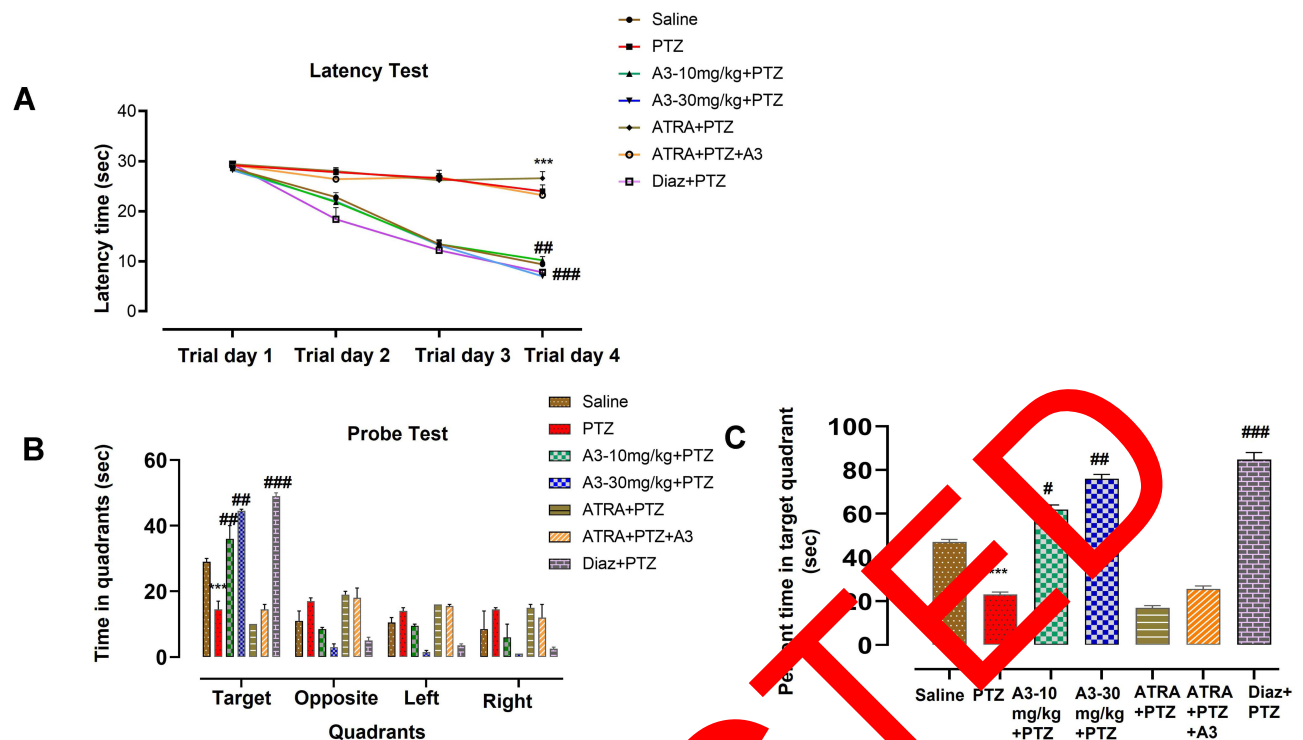 Saline
PTZ
A3-10mg/kg+PTZ
A3-30mg/kg+PTZ
ATRA+PTZ
ATRA+PTZ+A3
Diaz+PTZ
A
Latency Test
Latency time (sec)
40
30
20
10
0
***
##
###
Trial day 1
Trial day 2
Trial day 3
Trial day 4
B
Probe Test
Saline
PTZ
A3-10mg/kg+PTZ
A3-30mg/kg+PTZ
ATRA+PTZ
ATRA+PTZ+A3
Diaz+PTZ
Time in quadrants (sec)
60
40
20
0
***
##
##
###
Target
Opposite
Left
Right
Quadrants
C
time in target quadrant
(sec)
100
80
60
40
20
0
#
##
###
Saline
PTZ
A3-10
mg/kg
+PTZ
A3-30
mg/kg
+PTZ
ATRA
+PTZ
ATRA
+PTZ
+A3
Diaz+
PTZ
TED